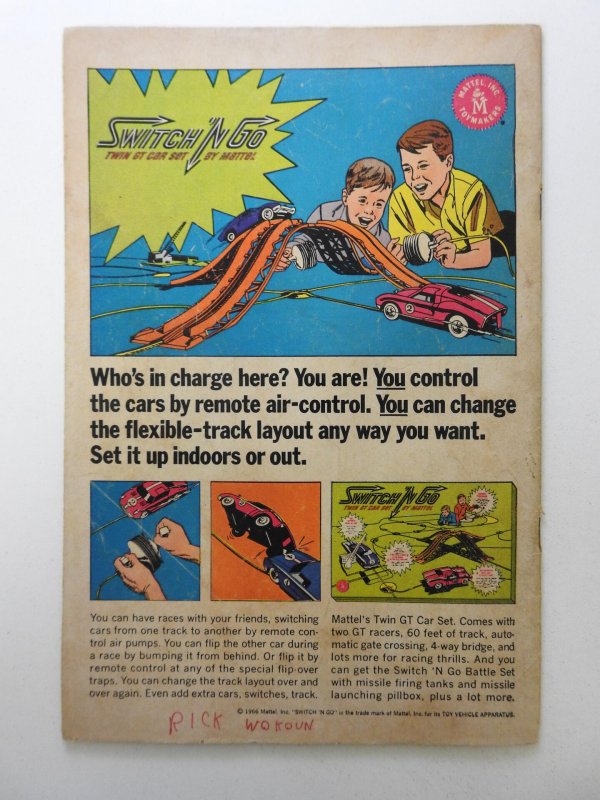 SWITCH 'N GO
TWIN GT CAR SET BY MATTEL
MATTEL, INC.
M
TOYMAKERS
2
Who's in charge here? You are! You control
the cars by remote air-control. You can change
the flexible-track layout any way you want.
Set it up indoors or out.
SWITCH 'N GO
TWIN GT CAR SET BY MATTEL
You can have races with your friends, switching
cars from one track to another by remote con-
trol air pumps. You can flip the other car during
a race by bumping it from behind. Or flip it by
remote control at any of the special flip-over
traps. You can change the track layout over and
over again. Even add extra cars, switches, track.
Mattel's Twin GT Car Set. Comes with
two GT racers, 60 feet of track, auto-
matic gate crossing, 4-way bridge, and
lots more for racing thrills. And you
can get the Switch 'N Go Battle Set
with missile firing tanks and missile
launching pillbox, plus a lot more.
© 1966 Mattel, Inc. "SWITCH 'N GO" is the trade mark of Mattel, Inc. for its TOY VEHICLE APPARATUS.
RICK WOKOUN